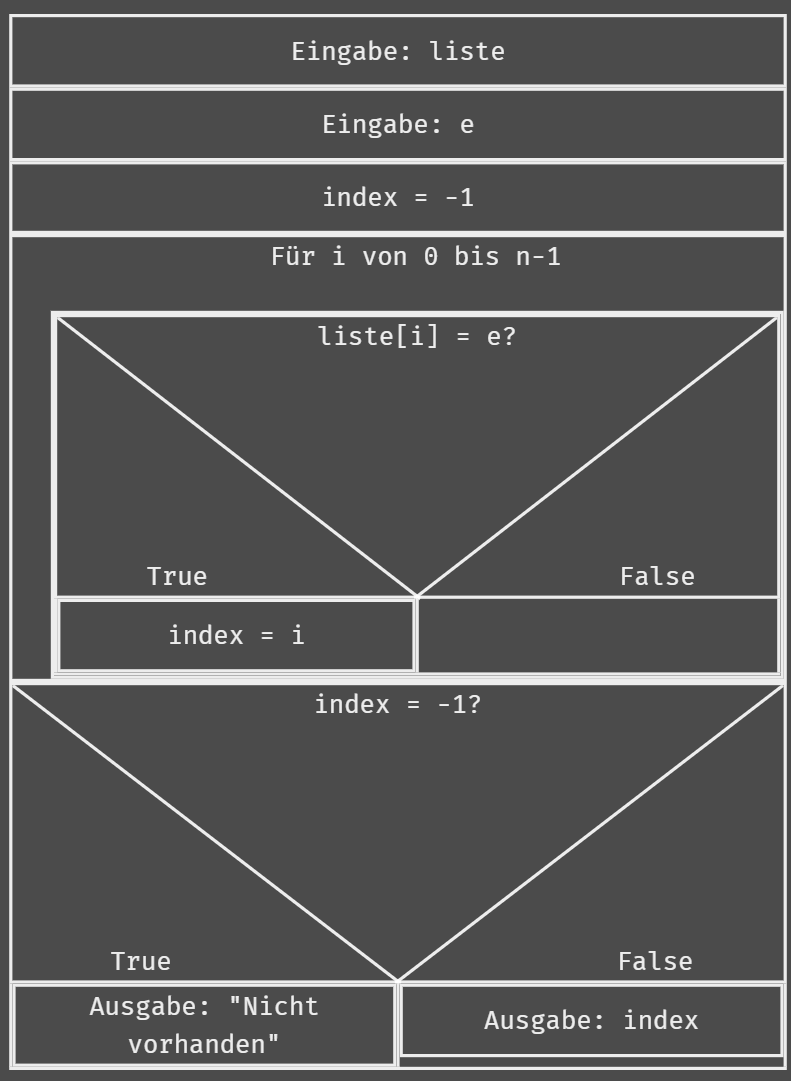 Eingabe: liste
Eingabe: e
index = -1
Für i von 0 bis n-1
liste[i] = e?
True
False
index = i
index = -1?
True
False
Ausgabe: "Nicht
vorhanden"
Ausgabe: index